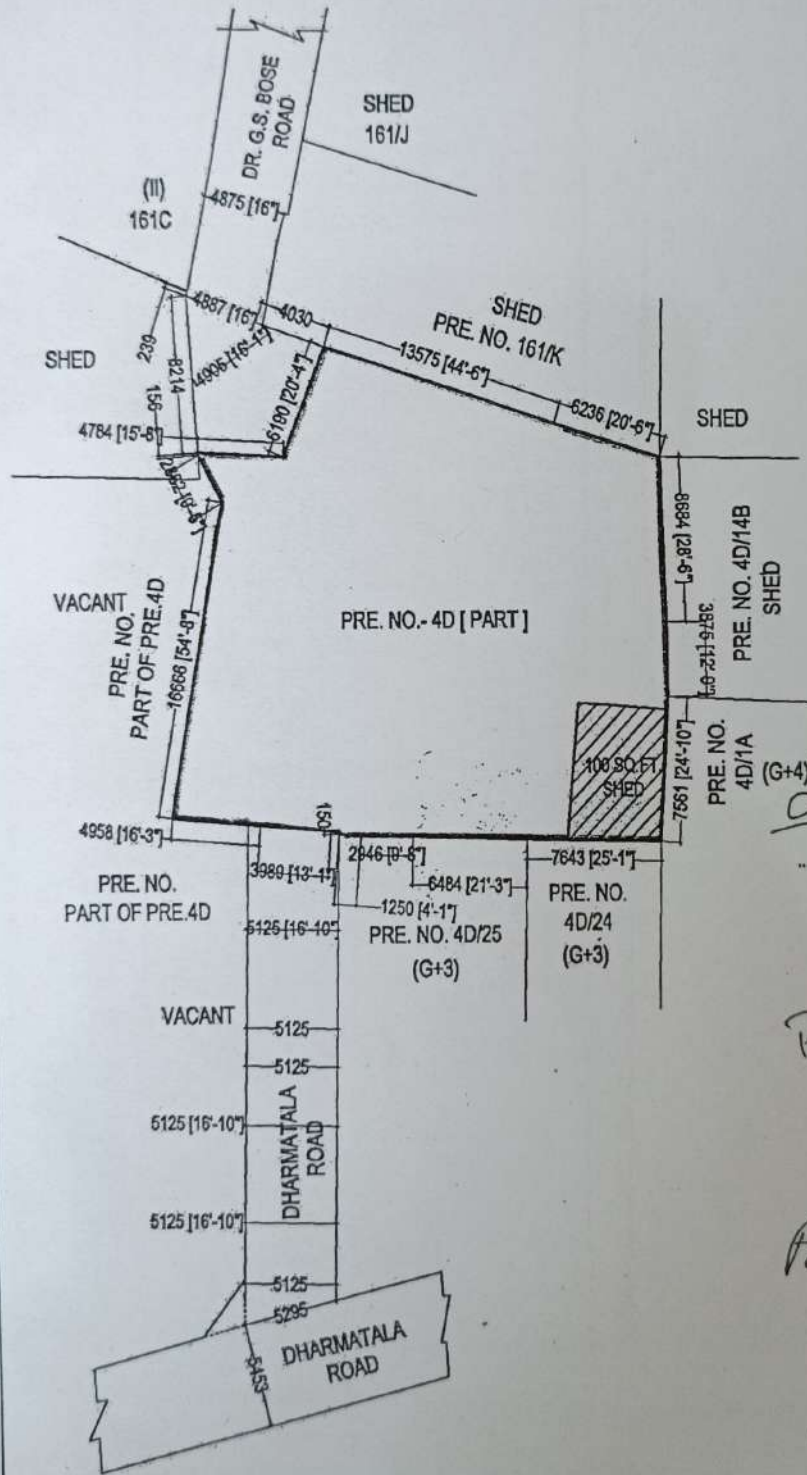 DR. G.S. BOSE
ROAD
SHED
161/J
(II)
161C
4875 [16"]
4887 [16"]
4030
SHED
PRE. NO. 161/K
239
8214
4906 [16'-1"]
13575 [44'-6"]
SHED
156
6190 [20'-4"]
6236 [20'-6"]
SHED
4784 [15'-8"]
8684 [28'-6"]
PRE. NO. 4D/14B
SHED
VACANT
PRE. NO.
PART OF PRE.4D
16666 [54'-8"]
PRE. NO.- 4D [ PART ]
100 SQ.FT.
SHED
7561 [24'-10"]
PRE. NO.
4D/1A
(G+4)
4958 [16'-3"]
150
3989 [13'-1"]
2946 [9'-8"]
7643 [25'-1"]
PRE. NO.
PART OF PRE.4D
6484 [21'-3"]
1250 [4'-1"]
5125 [16'-10"]
PRE. NO. 4D/25
(G+3)
PRE. NO.
4D/24
(G+3)
VACANT
5125
5125
5125 [16'-10"]
DHARMATALA
ROAD
5125 [16'-10"]
5125
5295
5453
DHARMATALA
ROAD